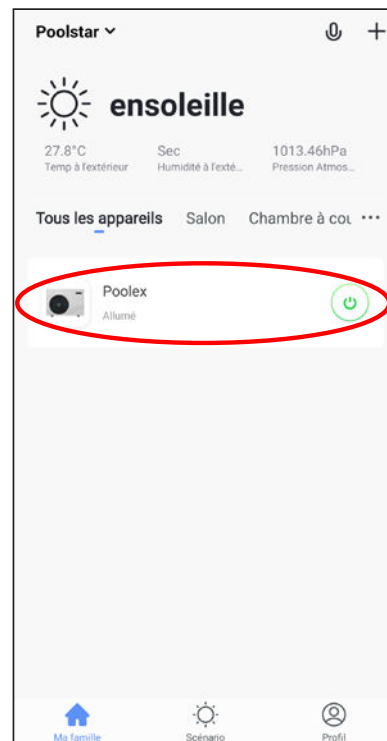 Poolstar
ensoleille
27.8°C Sec 1013.46hPa
Temp à l'extérieur Humidité à l'exté... Pression Atmos...
Tous les appareils Salon Chambre à cou ...
Poolex
Allumé
Ma famille Scénario Profil